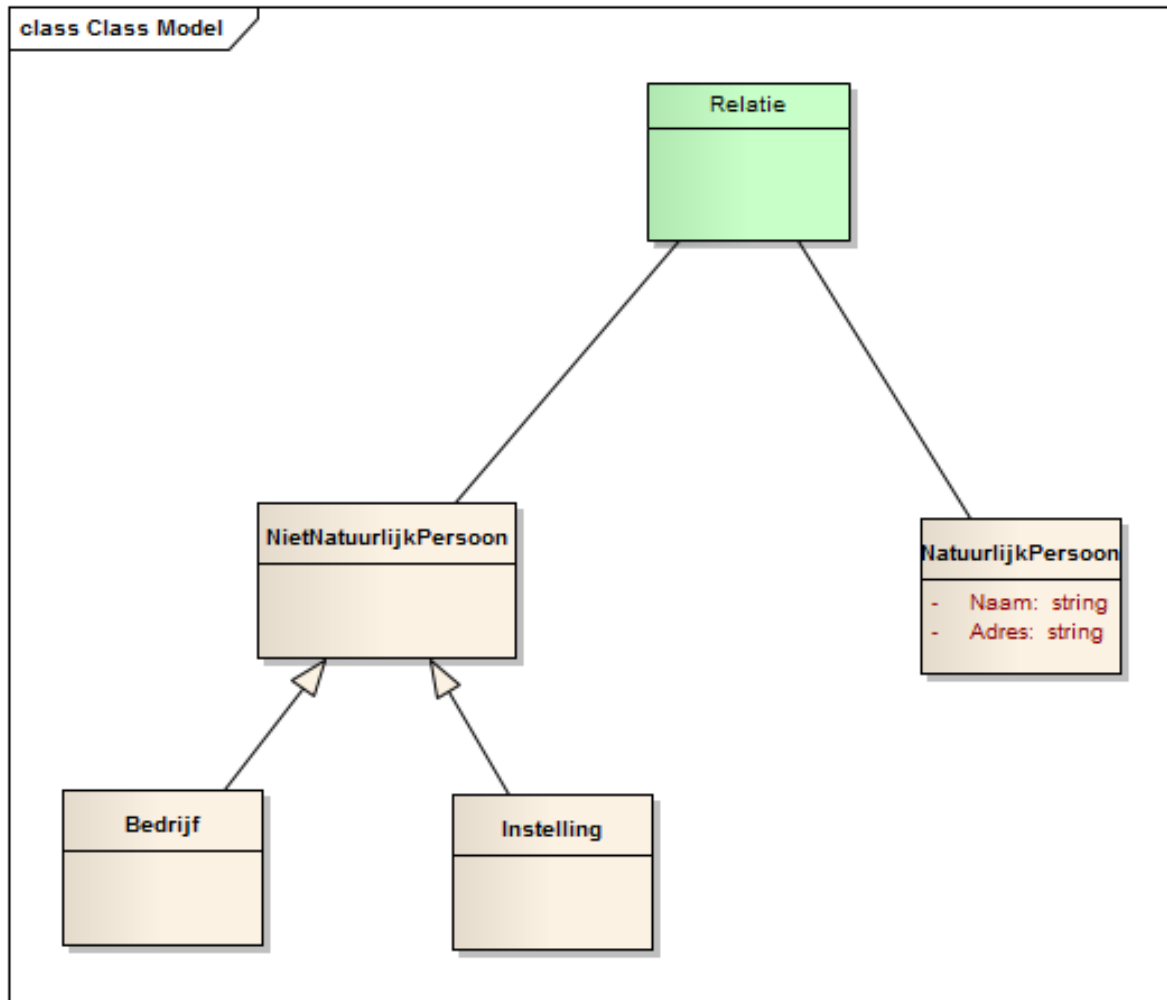 class Class Model
Relatie
NietNatuurlijkPersoon
NatuurlijkPersoon
- Naam: string
- Adres: string
Bedrijf
Instelling